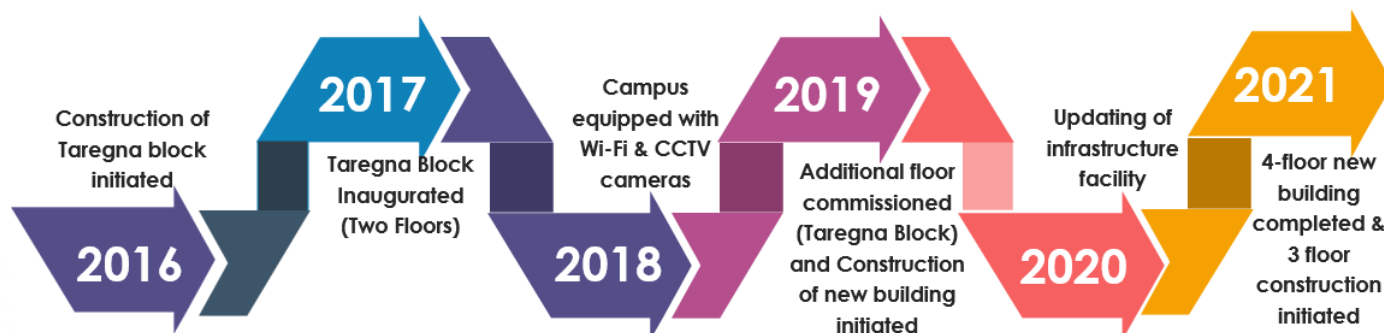 Construction of
Taregna block
initiated
2016
2017
Taregna Block
Inaugurated
(Two Floors)
Campus
equipped with
Wi-Fi & CCTV
cameras
2018
2019
Additional floor
commissioned
(Taregna Block)
and Construction
of new building
initiated
Updating of
infrastructure
facility
2020
2021
4-floor new
building
completed &
3 floor
construction
initiated